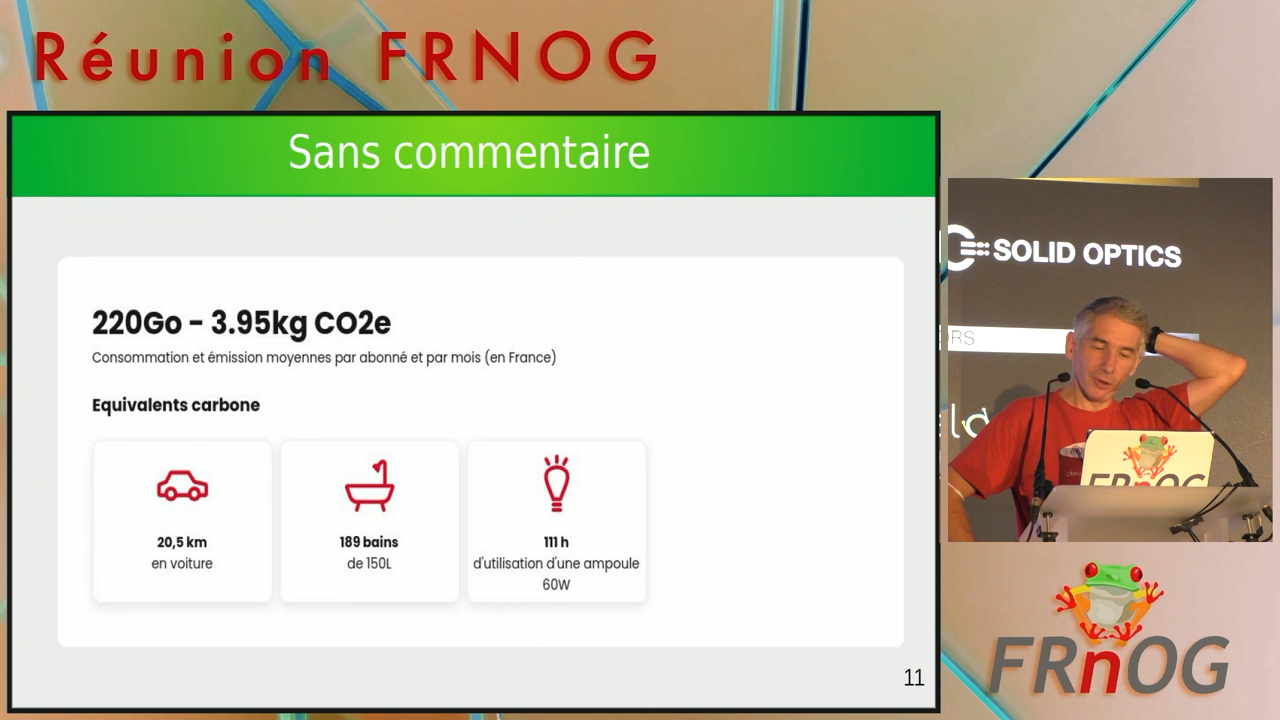 Réunion FRNOG
Sans commentaire
220Go - 3.95kg CO2e
Consommation et émission moyennes par abonné et par mois (en France)
Equivalents carbone
20,5 km
en voiture
189 bains
de 150L
111 h
d'utilisation d'une ampoule
60W
11
SOLID OPTICS
ORS
FRnOG
FRnOG